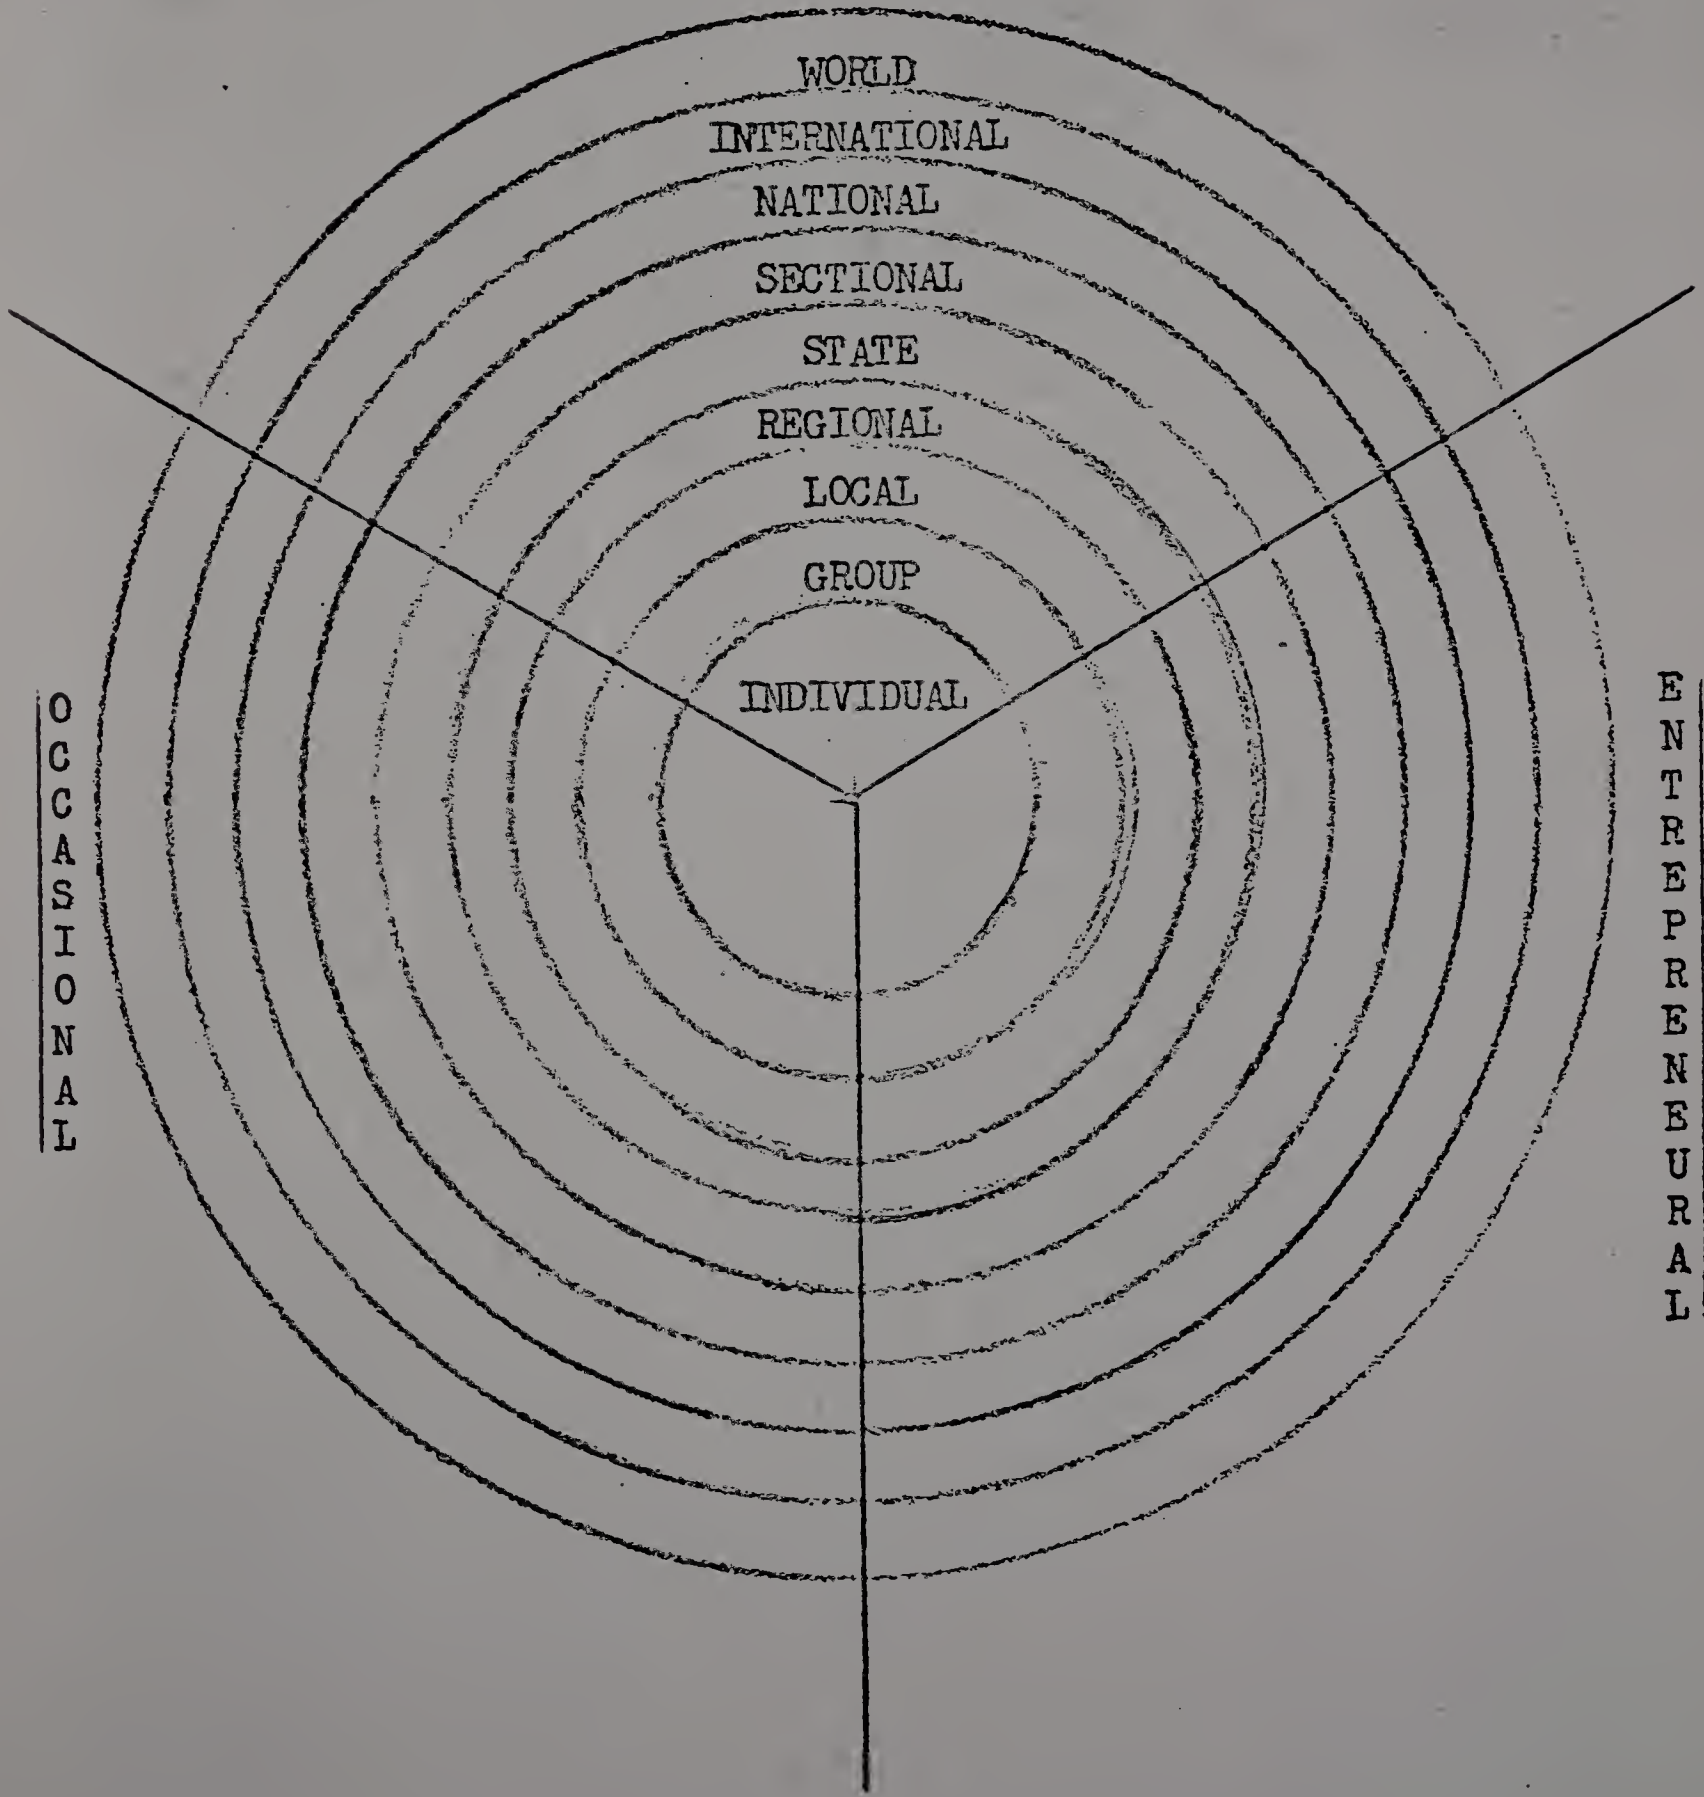 WORLD
INTERNATIONAL
NATIONAL
SECTIONAL
STATE
REGIONAL
LOCAL
GROUP
INDIVIDUAL
OCCASIONAL
ENTREPRENEURAL